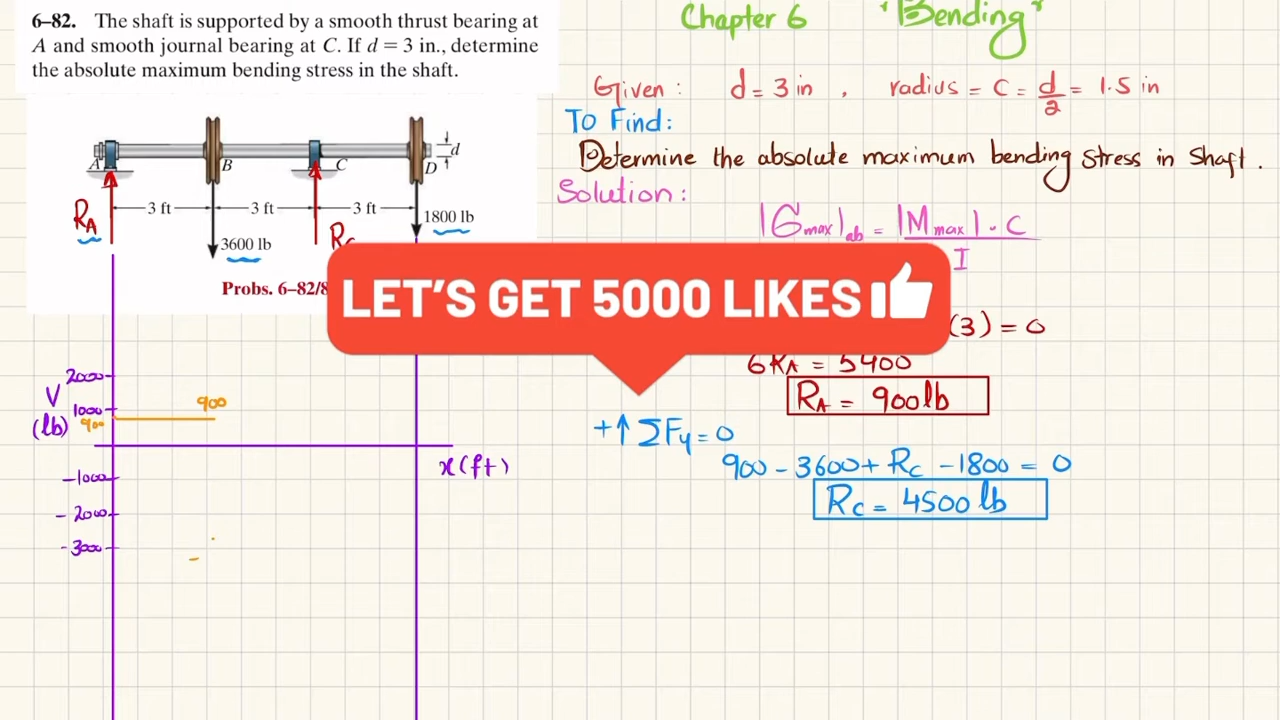 6–82. The shaft is supported by a smooth thrust bearing at
A and smooth journal bearing at C. If d = 3 in., determine
the absolute maximum bending stress in the shaft.
A
B
C
D
d
3 ft
3 ft
3 ft
1800 lb
3600 lb
RA
RC
Probs. 6–82/8
Chapter 6 "Bending"
Given : d = 3 in , radius = C = d/2 = 1.5 in
To Find:
Determine the absolute maximum bending stress in shaft .
Solution :
|σmax|ab = |Mmax| · C / I
LET'S GET 5000 LIKES
(3) = 0
6RA = 5400
RA = 900 lb
+↑ ΣFy = 0
900 - 3600 + RC - 1800 = 0
RC = 4500 lb
V
(lb)
2000
1000
900
900
-1000
-2000
-3000
x(ft)